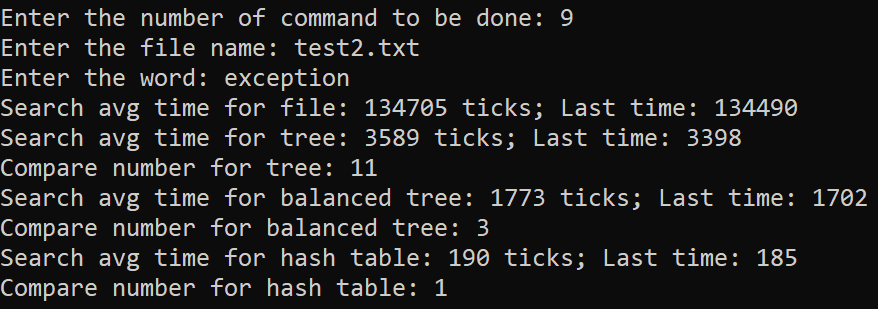 Enter the number of command to be done: 9
Enter the file name: test2.txt
Enter the word: exception
Search avg time for file: 134705 ticks; Last time: 134490
Search avg time for tree: 3589 ticks; Last time: 3398
Compare number for tree: 11
Search avg time for balanced tree: 1773 ticks; Last time: 1702
Compare number for balanced tree: 3
Search avg time for hash table: 190 ticks; Last time: 185
Compare number for hash table: 1